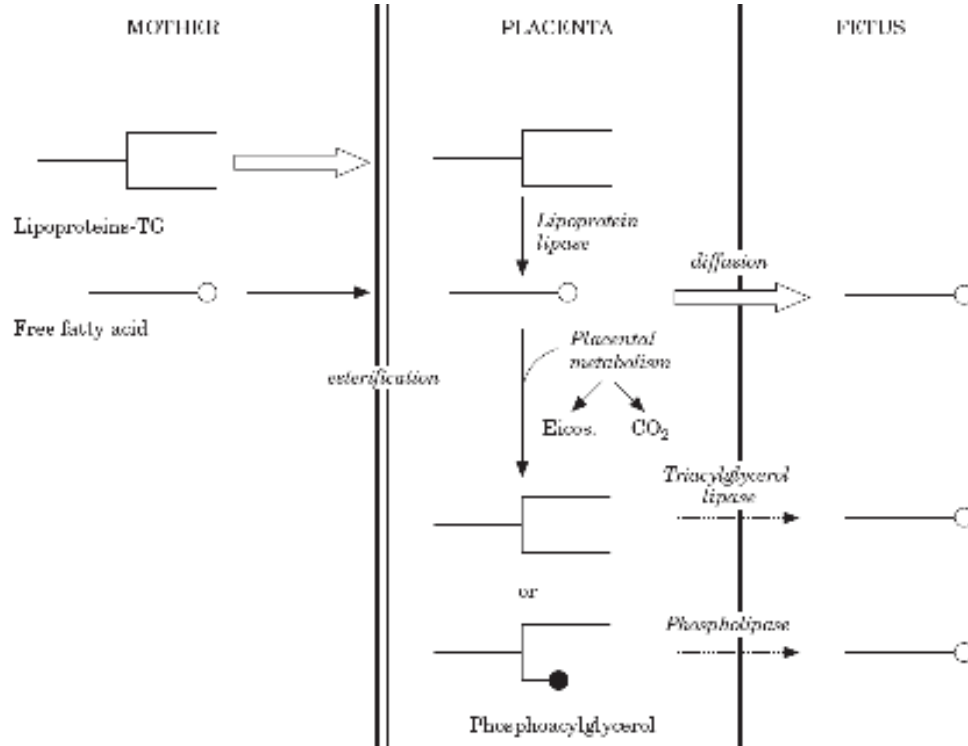 MOTHER
PLACENTA
FETUS
Lipoproteins-TG
Lipoprotein
lipase
diffusion
Free fatty acid
Placental
metabolism
esterification
Eicos.
CO₂
Triacylglycerol
lipase
or
Phospholipase
Phosphoacylglycerol